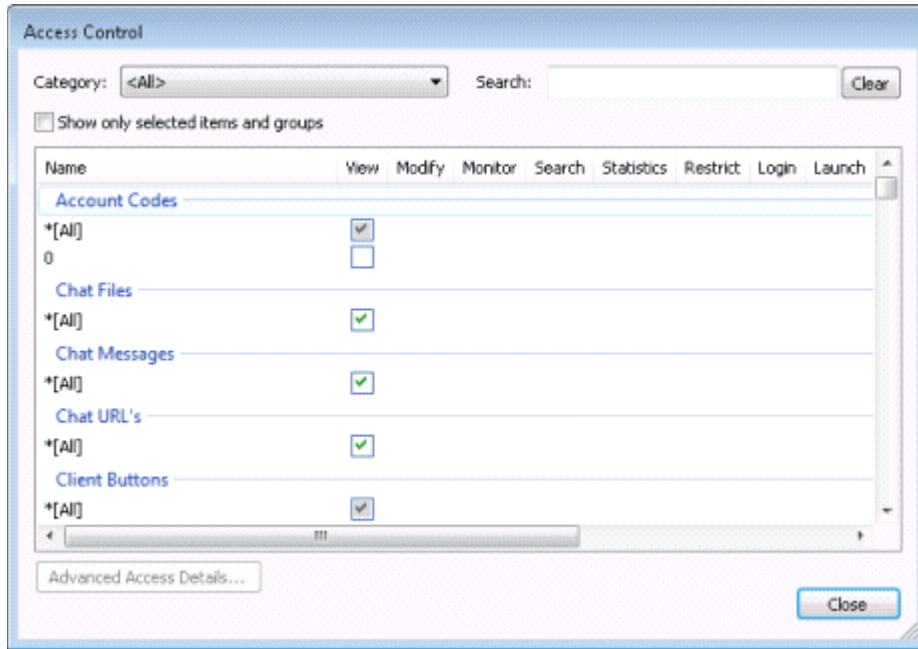 Access Control
Category: <All> Search: Clear
Show only selected items and groups
Name View Modify Monitor Search Statistics Restrict Login Launch
Account Codes
*[All]
0
Chat Files
*[All]
Chat Messages
*[All]
Chat URL's
*[All]
Client Buttons
*[All]
Advanced Access Details...
Close